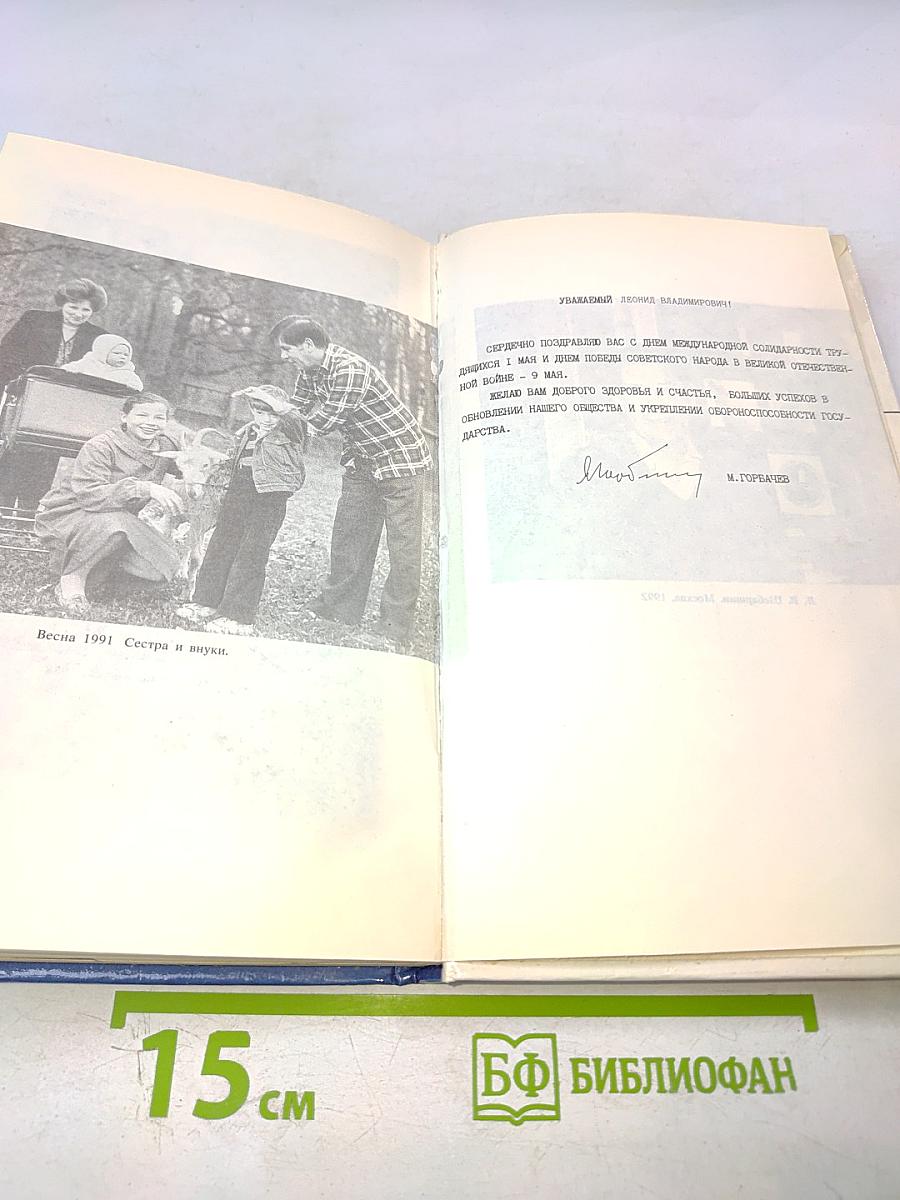 Весна 1991 Сестра и внуки.
УВАЖАЕМЫЙ ЛЕОНИД ВЛАДИМИРОВИЧ!
СЕРДЕЧНО ПОЗДРАВЛЯЮ ВАС С ДНЕМ МЕЖДУНАРОДНОЙ СОЛИДАРНОСТИ ТРУ-
ДЯЩИХСЯ I МАЯ И ДНЕМ ПОБЕДЫ СОВЕТСКОГО НАРОДА В ВЕЛИКОЙ ОТЕЧЕСТВЕН-
НОЙ ВОЙНЕ - 9 МАЯ.
ЖЕЛАЮ ВАМ ДОБРОГО ЗДОРОВЬЯ И СЧАСТЬЯ, БОЛЬШИХ УСПЕХОВ В
ОБНОВЛЕНИИ НАШЕГО ОБЩЕСТВА И УКРЕПЛЕНИИ ОБОРОНОСПОСОБНОСТИ ГОСУ-
ДАРСТВА.
М.ГОРБАЧЕВ
Л. В. Шебаршин. Москва, 1992
15 см
БФ БИБЛИОФАН